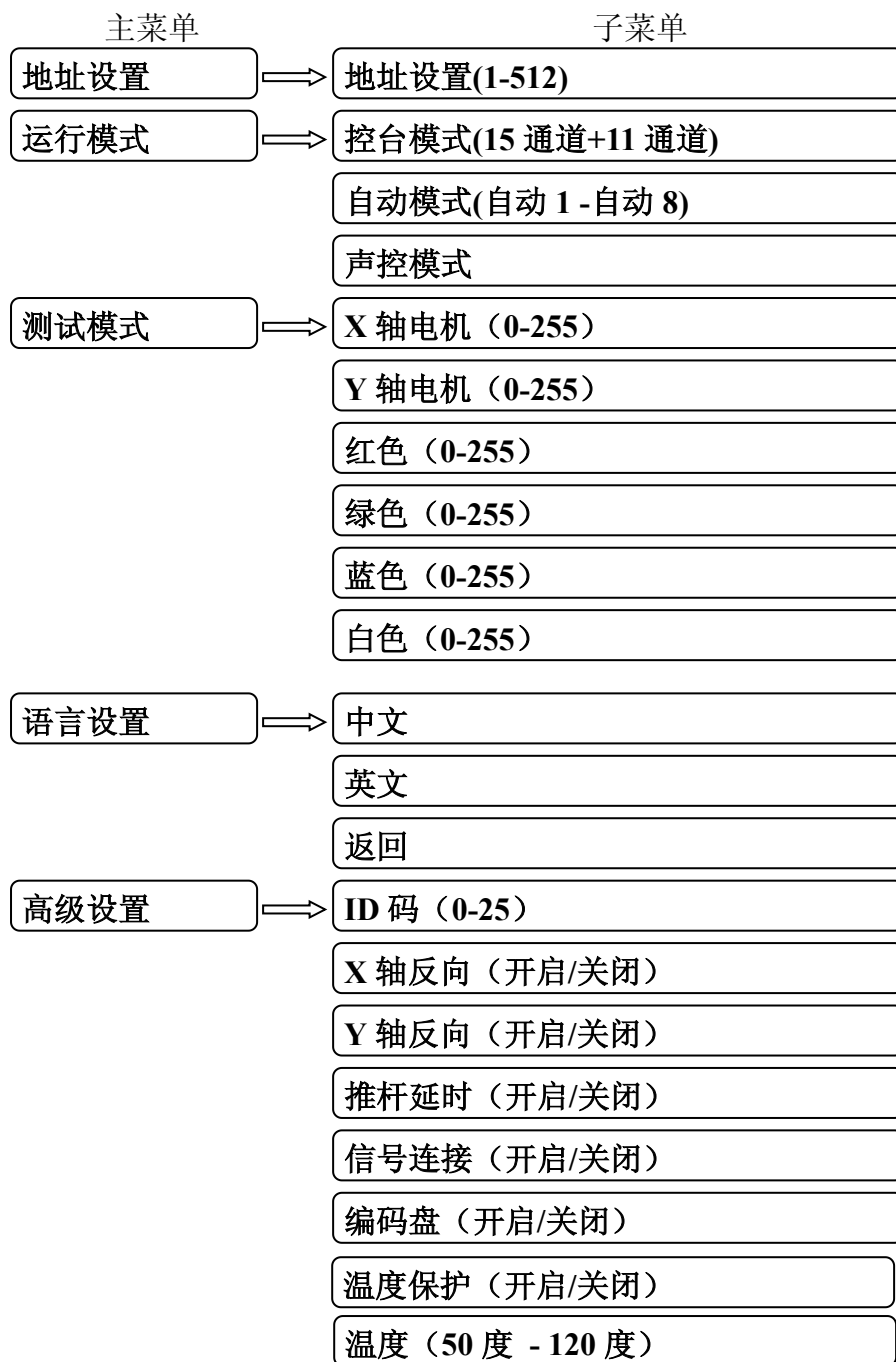 主菜单 子菜单
地址设置 地址设置(1-512)
运行模式 控台模式(15 通道+11 通道)
自动模式(自动 1 -自动 8)
声控模式
测试模式 X 轴电机（0-255）
Y 轴电机（0-255）
红色（0-255）
绿色（0-255）
蓝色（0-255）
白色（0-255）
语言设置 中文
英文
返回
高级设置 ID 码（0-25）
X 轴反向（开启/关闭）
Y 轴反向（开启/关闭）
推杆延时（开启/关闭）
信号连接（开启/关闭）
编码盘（开启/关闭）
温度保护（开启/关闭）
温度（50 度 - 120 度）